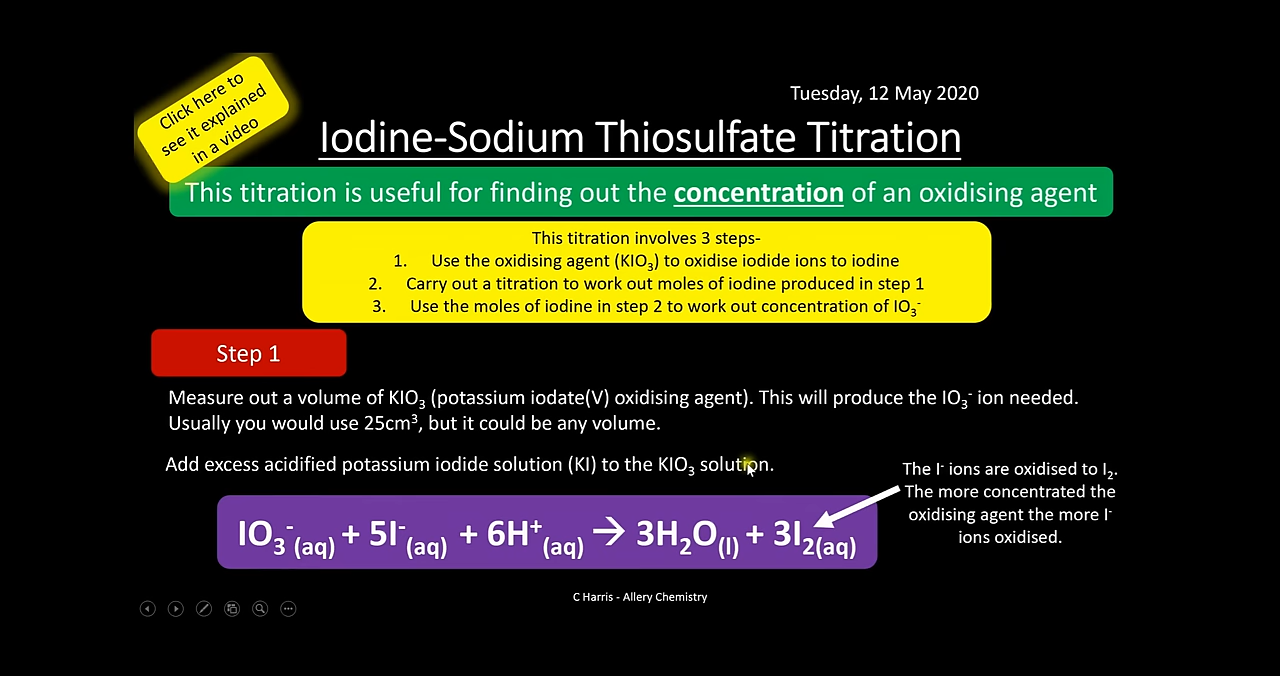 Click here to
see it explained
in a video
Tuesday, 12 May 2020
Iodine-Sodium Thiosulfate Titration
This titration is useful for finding out the concentration of an oxidising agent
This titration involves 3 steps-
1. Use the oxidising agent (KIO₃) to oxidise iodide ions to iodine
2. Carry out a titration to work out moles of iodine produced in step 1
3. Use the moles of iodine in step 2 to work out concentration of IO₃⁻
Step 1
Measure out a volume of KIO₃ (potassium iodate(V) oxidising agent). This will produce the IO₃⁻ ion needed.
Usually you would use 25cm³, but it could be any volume.
Add excess acidified potassium iodide solution (KI) to the KIO₃ solution.
The I⁻ ions are oxidised to I₂.
The more concentrated the
oxidising agent the more I⁻
ions oxidised.
IO₃⁻(aq) + 5I⁻(aq) + 6H⁺(aq) → 3H₂O(l) + 3I₂(aq)
C Harris - Allery Chemistry